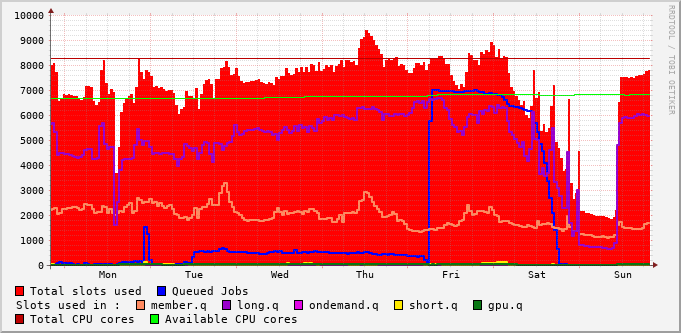 RRDTOOL / TOBI OETIKER
10000
9000
8000
7000
6000
5000
4000
3000
2000
1000
0
Mon Tue Wed Thu Fri Sat Sun
Total slots used Queued Jobs
Slots used in : member.q long.q ondemand.q short.q gpu.q
Total CPU cores Available CPU cores